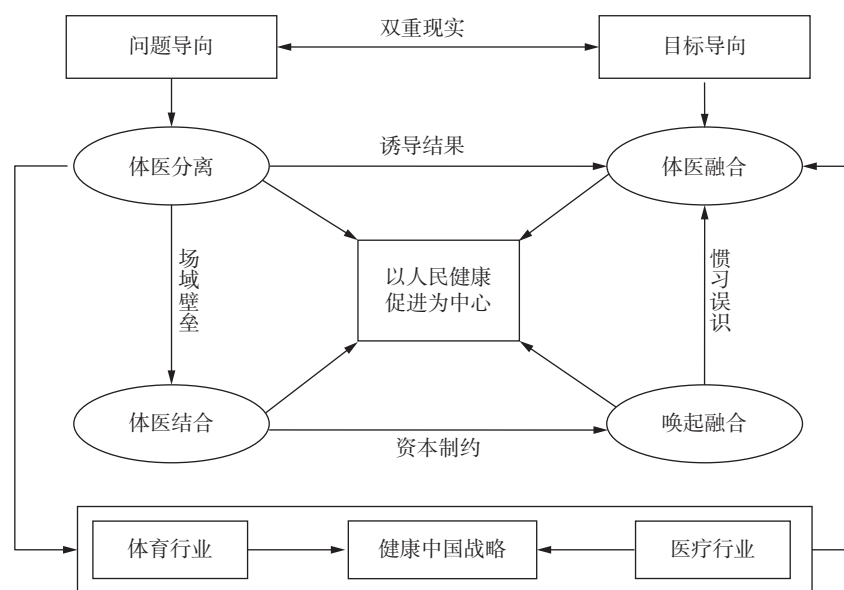 双重现实
问题导向
目标导向
诱导结果
体医分离
体医融合
场域壁垒
以人民健康
促进为中心
惯习误识
体医结合
唤起融合
资本制约
体育行业
健康中国战略
医疗行业